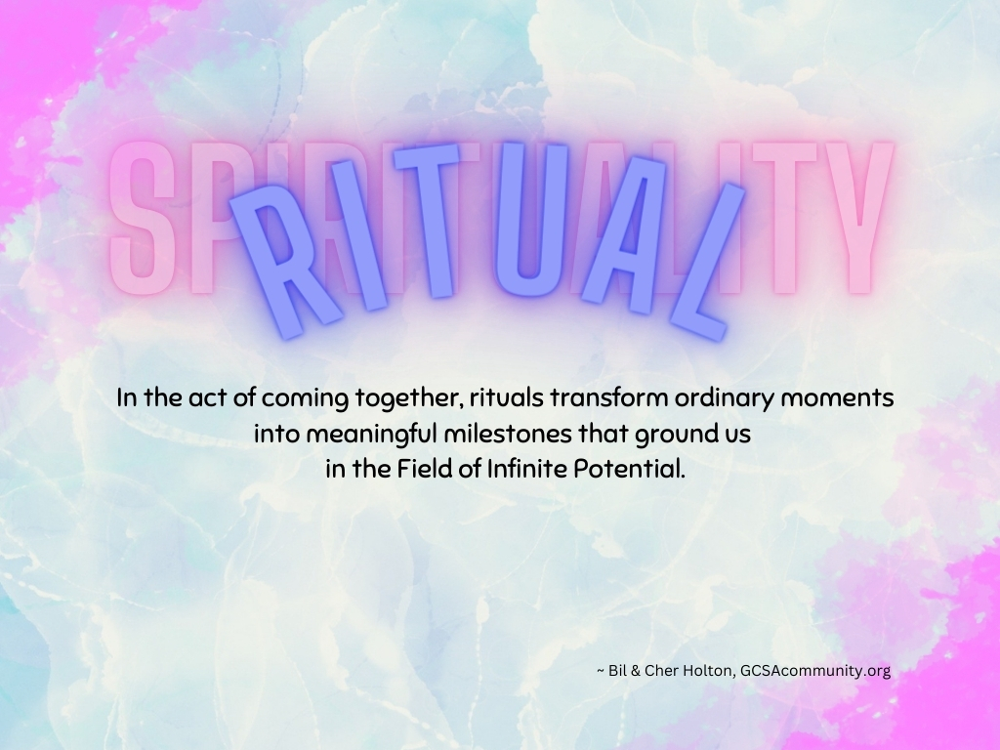 SPIRITUALITY
RITUAL
In the act of coming together, rituals transform ordinary moments
into meaningful milestones that ground us
in the Field of Infinite Potential.
~ Bil & Cher Holton, GCSAcommunity.org